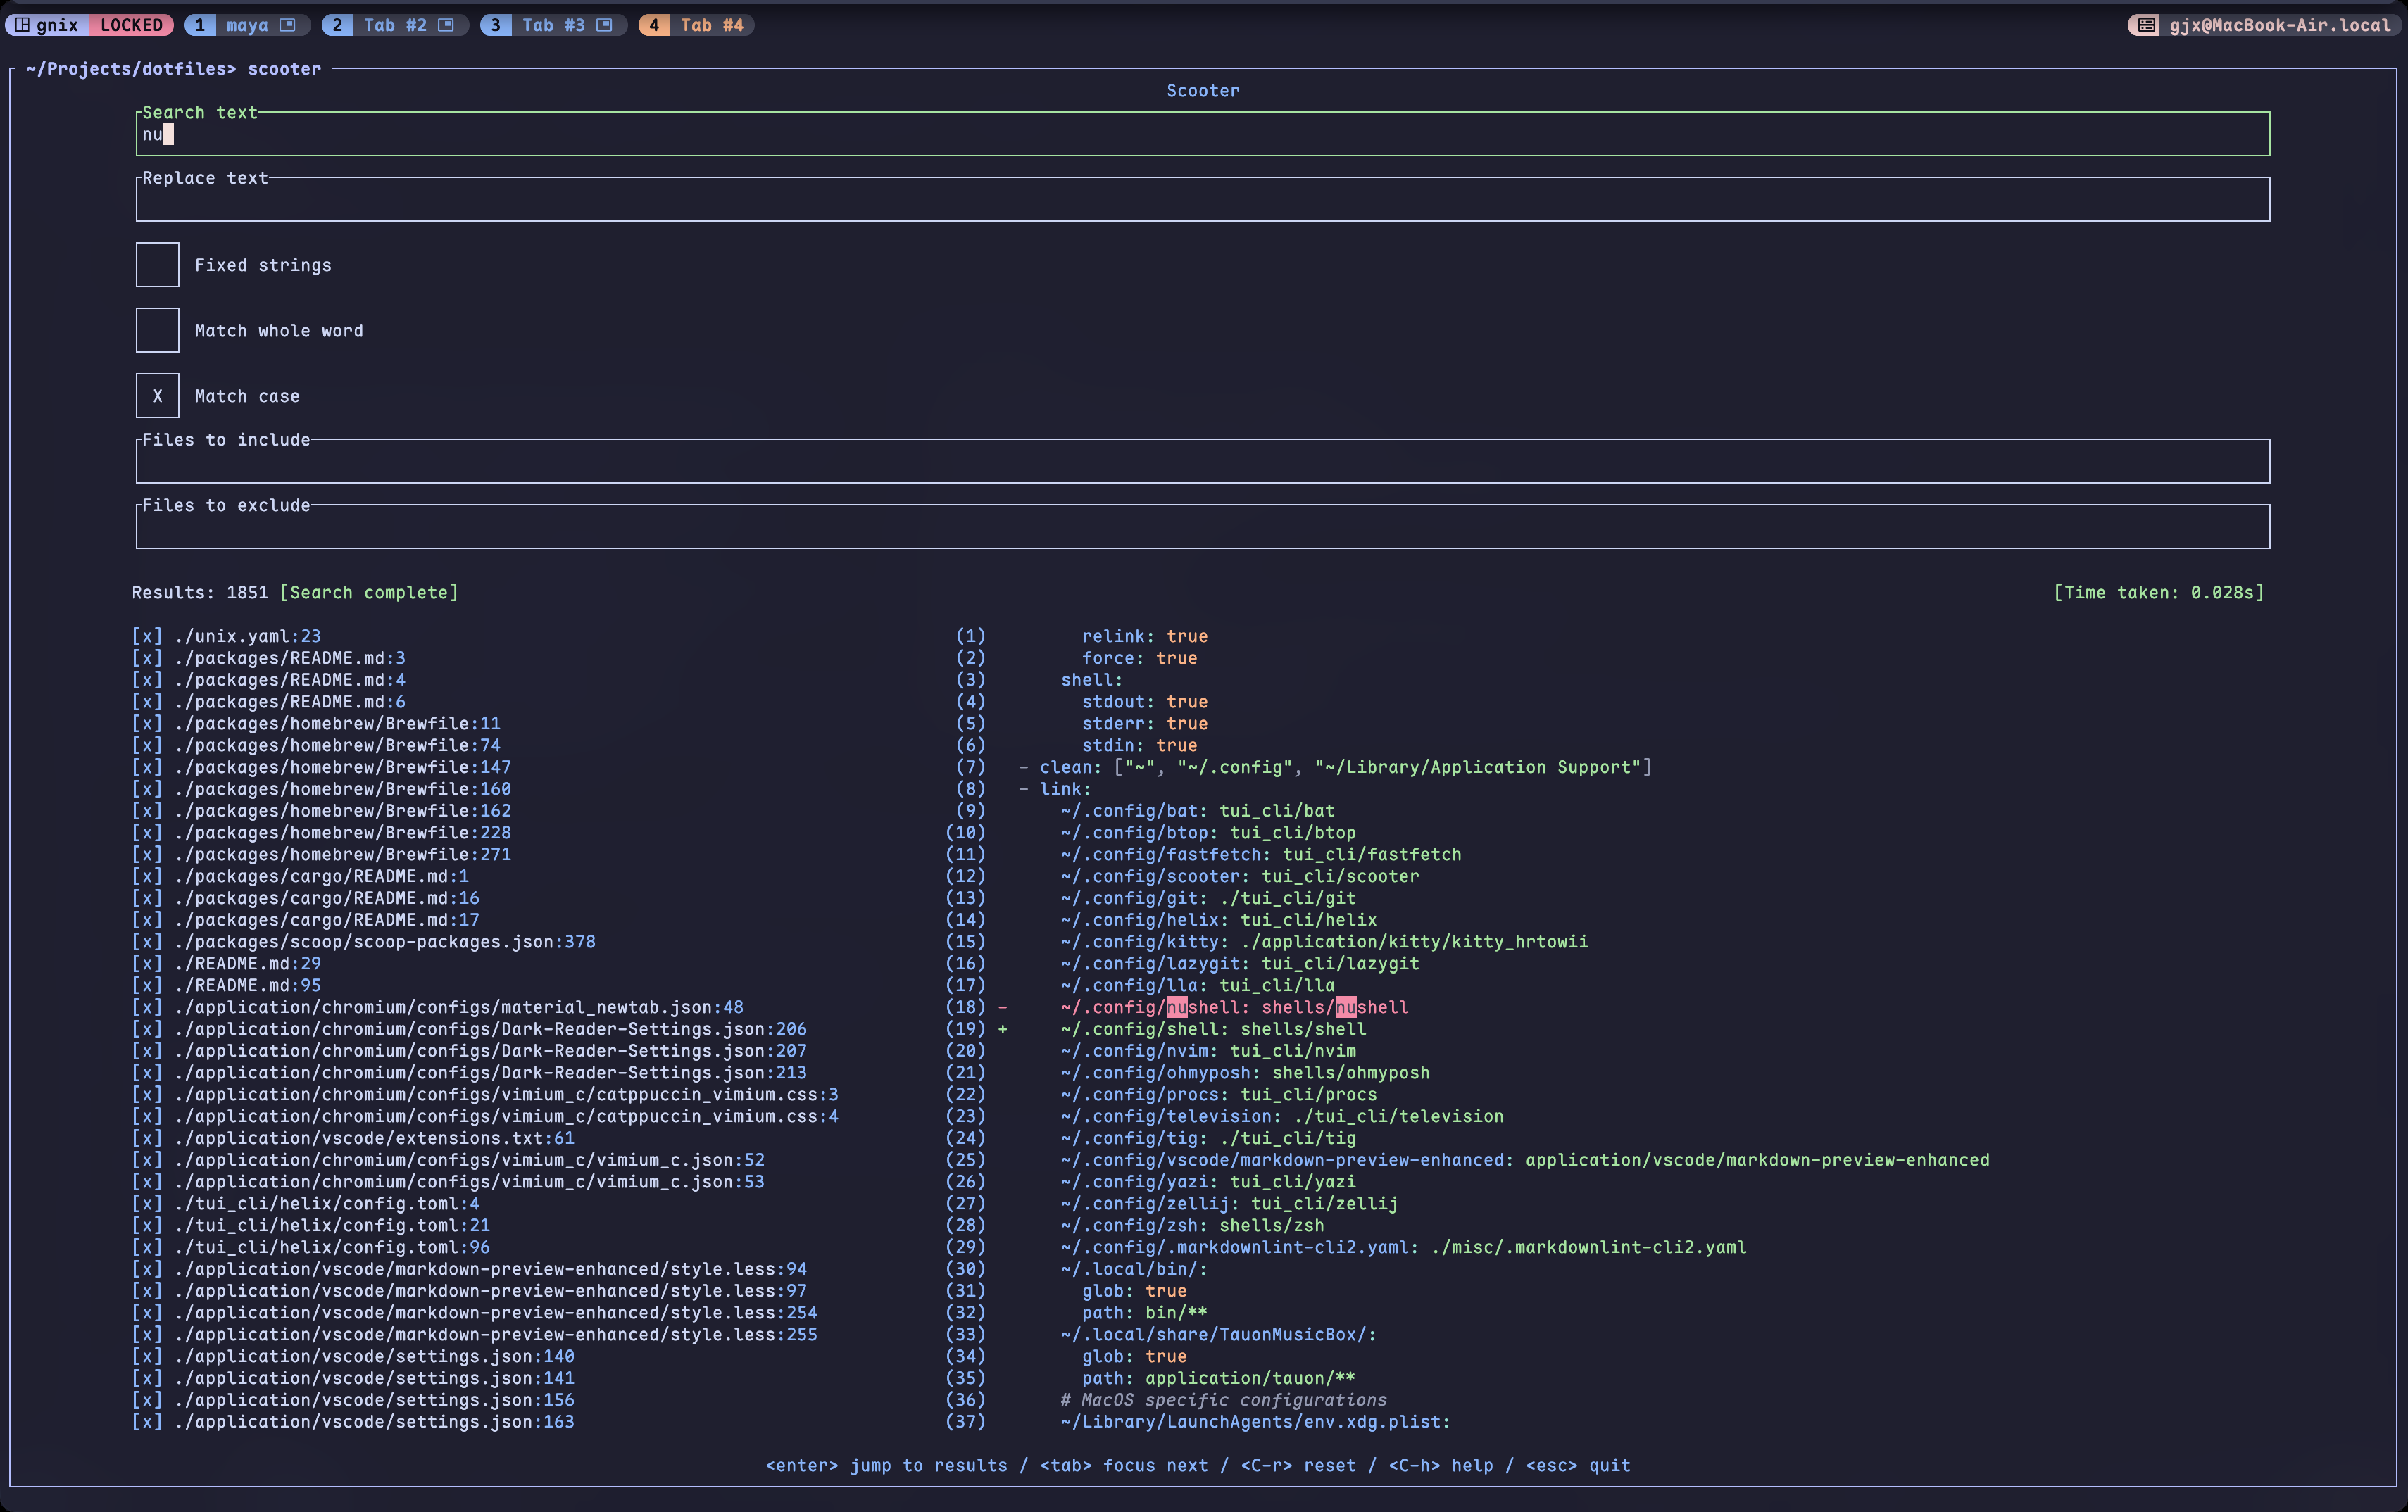 gnix LOCKED 1 maya 2 Tab #2 3 Tab #3 4 Tab #4 gjx@MacBook-Air.local
~/Projects/dotfiles> scooter
Scooter
Search text
nu
Replace text
Fixed strings
Match whole word
X Match case
Files to include
Files to exclude
Results: 1851 [Search complete] [Time taken: 0.028s]
[x] ./unix.yaml:23 (1) relink: true
[x] ./packages/README.md:3 (2) force: true
[x] ./packages/README.md:4 (3) shell:
[x] ./packages/README.md:6 (4) stdout: true
[x] ./packages/homebrew/Brewfile:11 (5) stderr: true
[x] ./packages/homebrew/Brewfile:74 (6) stdin: true
[x] ./packages/homebrew/Brewfile:147 (7) - clean: ["~", "~/.config", "~/Library/Application Support"]
[x] ./packages/homebrew/Brewfile:160 (8) - link:
[x] ./packages/homebrew/Brewfile:162 (9) ~/.config/bat: tui_cli/bat
[x] ./packages/homebrew/Brewfile:228 (10) ~/.config/btop: tui_cli/btop
[x] ./packages/homebrew/Brewfile:271 (11) ~/.config/fastfetch: tui_cli/fastfetch
[x] ./packages/cargo/README.md:1 (12) ~/.config/scooter: tui_cli/scooter
[x] ./packages/cargo/README.md:16 (13) ~/.config/git: ./tui_cli/git
[x] ./packages/cargo/README.md:17 (14) ~/.config/helix: tui_cli/helix
[x] ./packages/scoop/scoop-packages.json:378 (15) ~/.config/kitty: ./application/kitty/kitty_hrtowii
[x] ./README.md:29 (16) ~/.config/lazygit: tui_cli/lazygit
[x] ./README.md:95 (17) ~/.config/lla: tui_cli/lla
[x] ./application/chromium/configs/material_newtab.json:48 (18) - ~/.config/nushell: shells/nushell
[x] ./application/chromium/configs/Dark-Reader-Settings.json:206 (19) + ~/.config/shell: shells/shell
[x] ./application/chromium/configs/Dark-Reader-Settings.json:207 (20) ~/.config/nvim: tui_cli/nvim
[x] ./application/chromium/configs/Dark-Reader-Settings.json:213 (21) ~/.config/ohmyposh: shells/ohmyposh
[x] ./application/chromium/configs/vimium_c/catppuccin_vimium.css:3 (22) ~/.config/procs: tui_cli/procs
[x] ./application/chromium/configs/vimium_c/catppuccin_vimium.css:4 (23) ~/.config/television: ./tui_cli/television
[x] ./application/vscode/extensions.txt:61 (24) ~/.config/tig: ./tui_cli/tig
[x] ./application/chromium/configs/vimium_c/vimium_c.json:52 (25) ~/.config/vscode/markdown-preview-enhanced: application/vscode/markdown-preview-enhanced
[x] ./application/chromium/configs/vimium_c/vimium_c.json:53 (26) ~/.config/yazi: tui_cli/yazi
[x] ./tui_cli/helix/config.toml:4 (27) ~/.config/zellij: tui_cli/zellij
[x] ./tui_cli/helix/config.toml:21 (28) ~/.config/zsh: shells/zsh
[x] ./tui_cli/helix/config.toml:96 (29) ~/.config/.markdownlint-cli2.yaml: ./misc/.markdownlint-cli2.yaml
[x] ./application/vscode/markdown-preview-enhanced/style.less:94 (30) ~/.local/bin/:
[x] ./application/vscode/markdown-preview-enhanced/style.less:97 (31) glob: true
[x] ./application/vscode/markdown-preview-enhanced/style.less:254 (32) path: bin/**
[x] ./application/vscode/markdown-preview-enhanced/style.less:255 (33) ~/.local/share/TauonMusicBox/:
[x] ./application/vscode/settings.json:140 (34) glob: true
[x] ./application/vscode/settings.json:141 (35) path: application/tauon/**
[x] ./application/vscode/settings.json:156 (36) # MacOS specific configurations
[x] ./application/vscode/settings.json:163 (37) ~/Library/LaunchAgents/env.xdg.plist:
<enter> jump to results / <tab> focus next / <C-r> reset / <C-h> help / <esc> quit